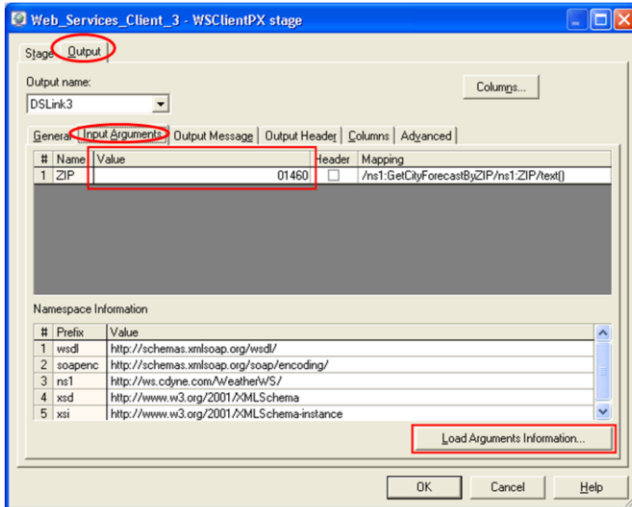 Web_Services_Client_3 - WSClientPX stage
Stage Output
Output name:
DSLink3
Columns...
General Input Arguments Output Message Output Header Columns Advanced
# Name Value Header Mapping
1 ZIP 01460 /ns1:GetCityForecastByZIP/ns1:ZIP/text()
Namespace Information
# Prefix Value
1 wsdl http://schemas.xmlsoap.org/wsdl/
2 soapenc http://schemas.xmlsoap.org/soap/encoding/
3 ns1 http://ws.cdyne.com/WeatherWS/
4 xsd http://www.w3.org/2001/XMLSchema
5 xsi http://www.w3.org/2001/XMLSchema-instance
Load Arguments Information...
OK Cancel Help